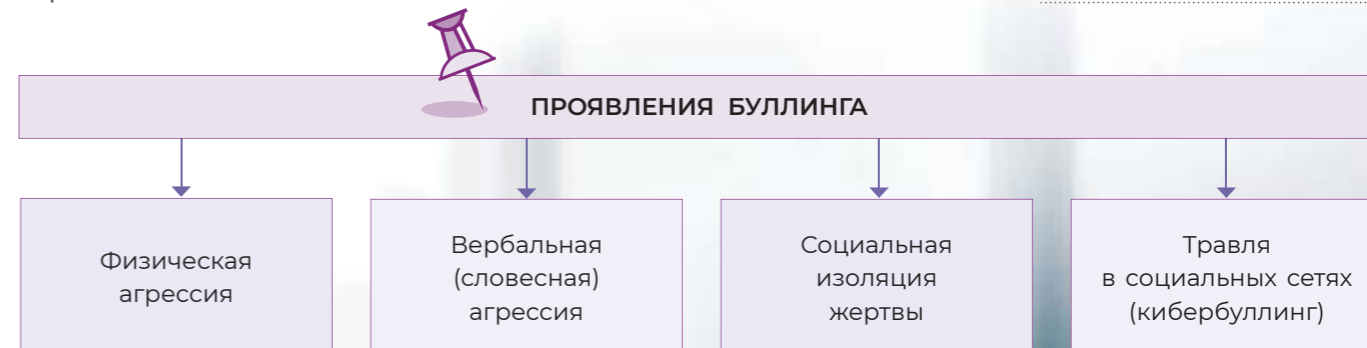 ПРОЯВЛЕНИЯ БУЛЛИНГА
Физическая
агрессия
Вербальная
(словесная)
агрессия
Социальная
изоляция
жертвы
Травля
в социальных сетях
(кибербуллинг)